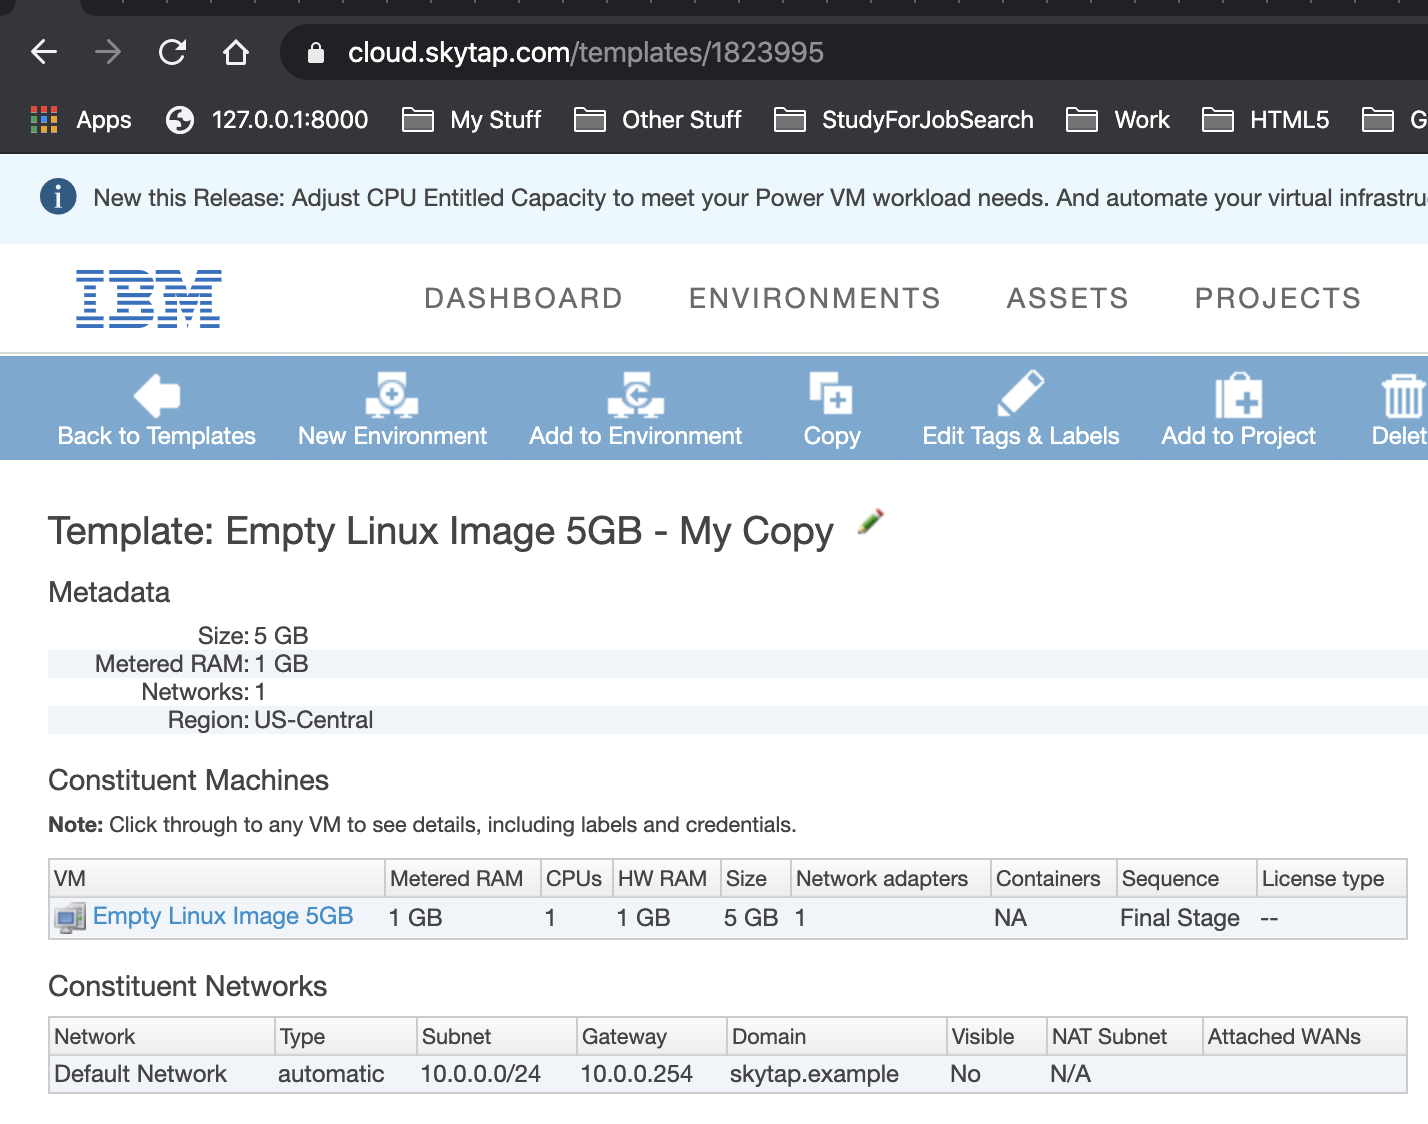 cloud.skytap.com/templates/1823995
Apps 127.0.0.1:8000 My Stuff Other Stuff StudyForJobSearch Work HTML5 G
New this Release: Adjust CPU Entitled Capacity to meet your Power VM workload needs. And automate your virtual infrastru
IBM DASHBOARD ENVIRONMENTS ASSETS PROJECTS
Back to Templates New Environment Add to Environment Copy Edit Tags & Labels Add to Project Delet
Template: Empty Linux Image 5GB - My Copy
Metadata
Size: 5 GB
Metered RAM: 1 GB
Networks: 1
Region: US-Central
Constituent Machines
Note: Click through to any VM to see details, including labels and credentials.
VM Metered RAM CPUs HW RAM Size Network adapters Containers Sequence License type
Empty Linux Image 5GB 1 GB 1 1 GB 5 GB 1 NA Final Stage --
Constituent Networks
Network Type Subnet Gateway Domain Visible NAT Subnet Attached WANs
Default Network automatic 10.0.0.0/24 10.0.0.254 skytap.example No N/A